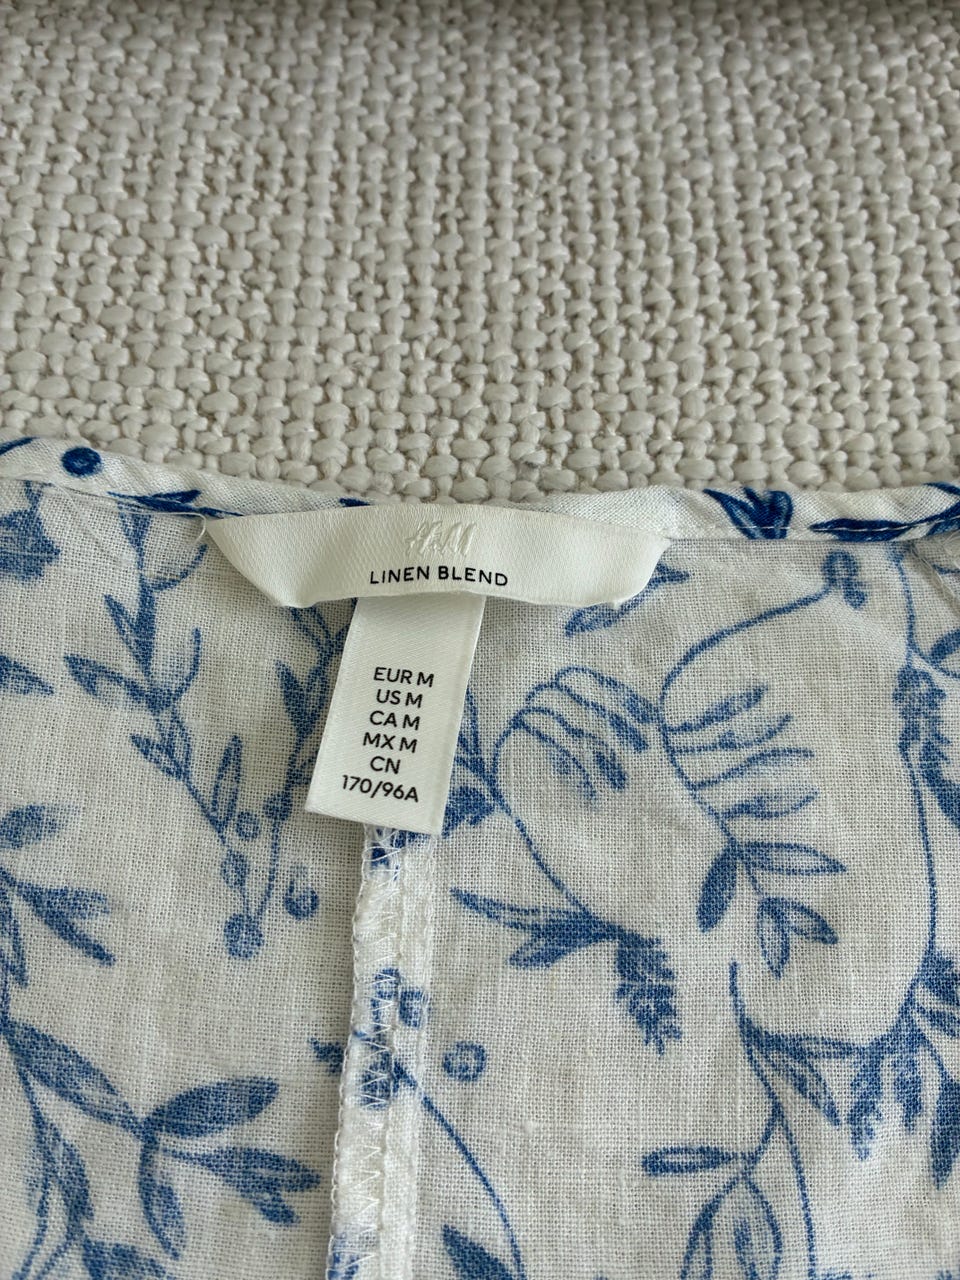 H&M
LINEN BLEND
EUR M
US M
CA M
MX M
CN
170/96A